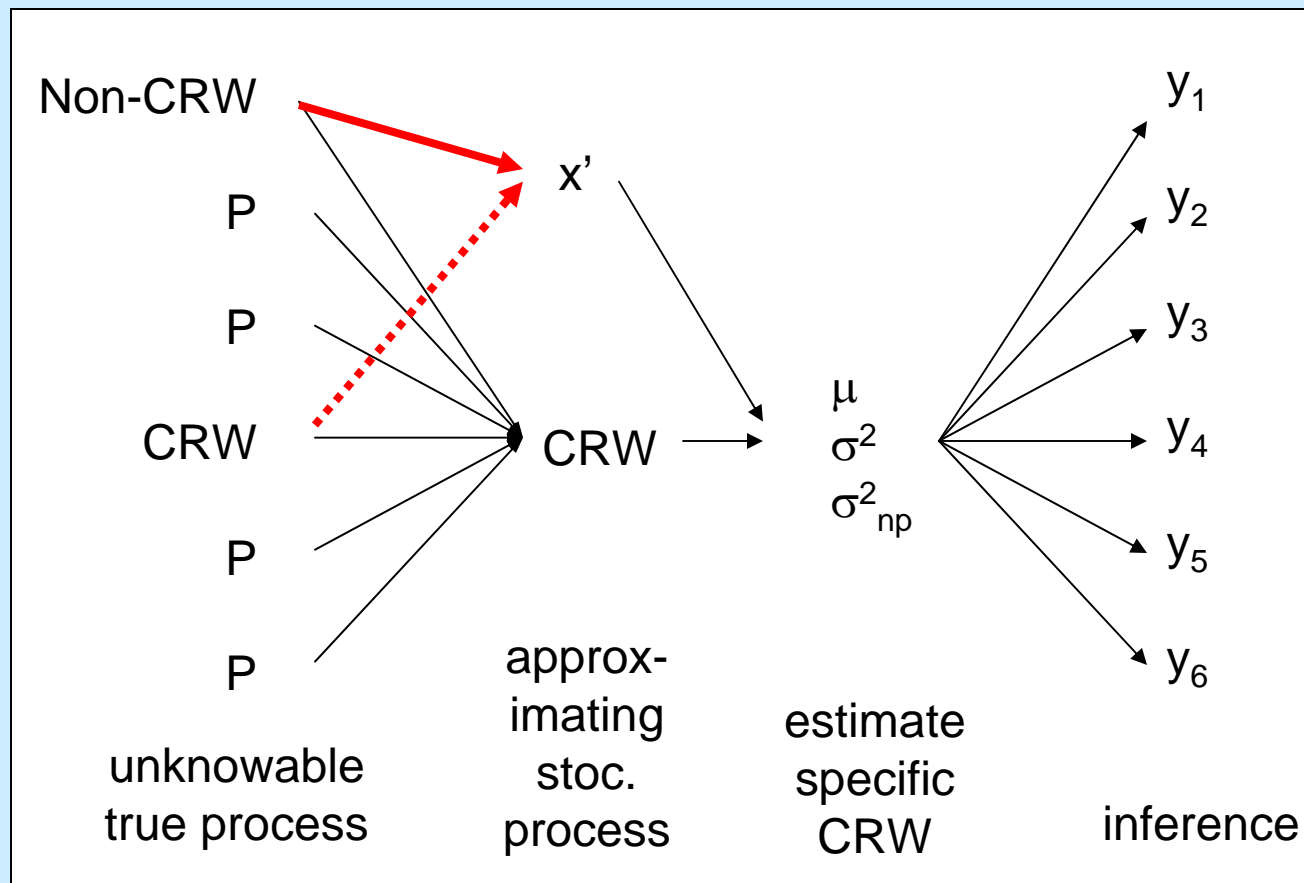 Non-CRW
P
P
CRW
P
P
unknowable
true process
x’
CRW
approx-
imating
stoc.
process
μ
σ²
σ²ₙₚ
estimate
specific
CRW
y₁
y₂
y₃
y₄
y₅
y₆
inference